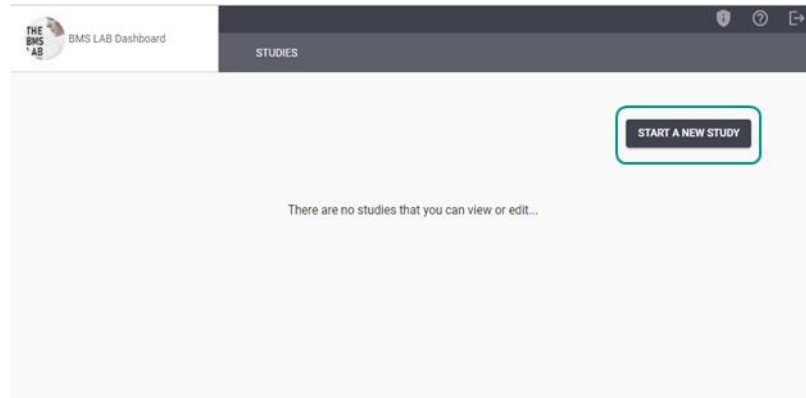 THE
BMS
'AB
BMS LAB Dashboard
STUDIES
START A NEW STUDY
There are no studies that you can view or edit...